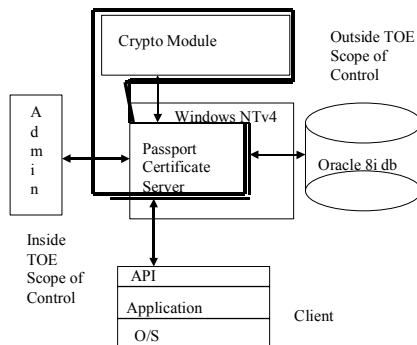 Crypto Module
Outside TOE
Scope of
Control
Windows NTv4
A
d
m
i
n
Passport
Certificate
Server
Oracle 8i db
Inside
TOE
Scope of
Control
API
Application
O/S
Client